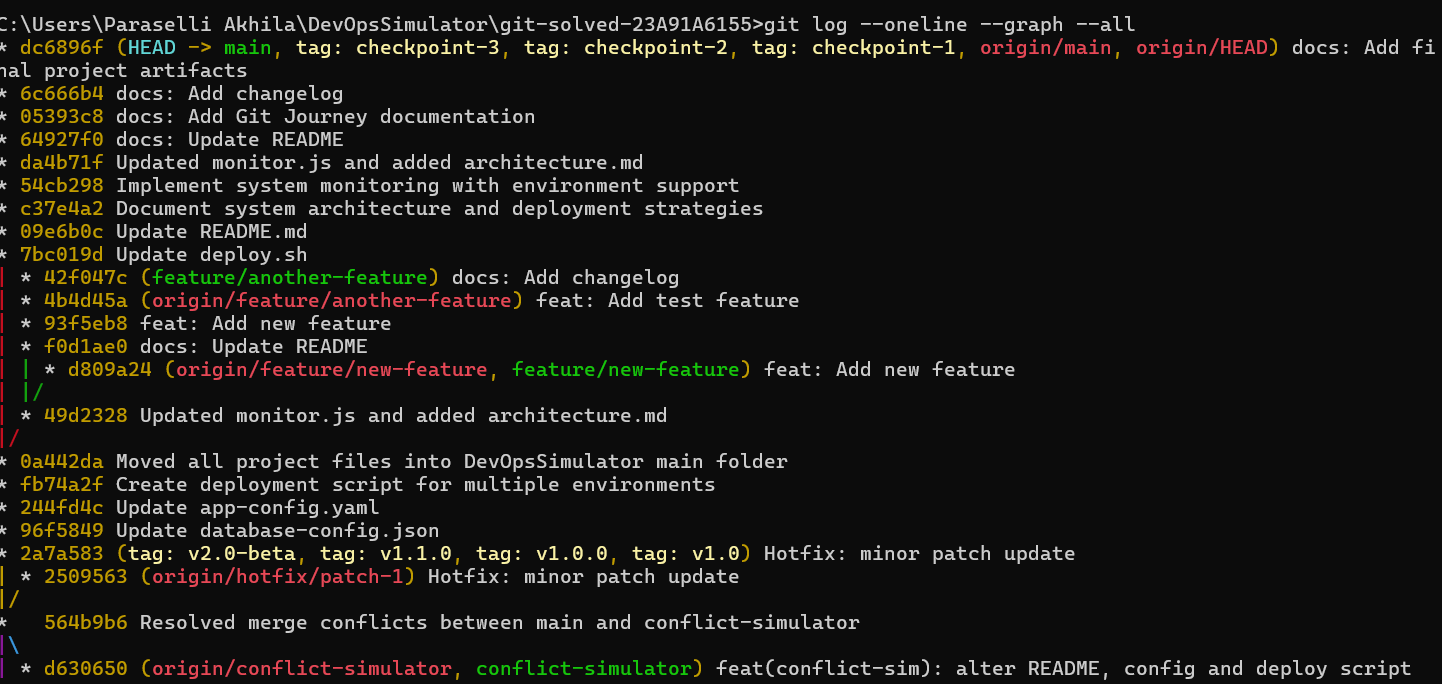 C:\Users\Paraselli Akhila\DevOpsSimulator\git-solved-23A91A6155>git log --oneline --graph --all
* dc6896f (HEAD -> main, tag: checkpoint-3, tag: checkpoint-2, tag: checkpoint-1, origin/main, origin/HEAD) docs: Add fi
nal project artifacts
* 6c666b4 docs: Add changelog
* 05393c8 docs: Add Git Journey documentation
* 64927f0 docs: Update README
* da4b71f Updated monitor.js and added architecture.md
* 54cb298 Implement system monitoring with environment support
* c37e4a2 Document system architecture and deployment strategies
* 09e6b0c Update README.md
* 7bc019d Update deploy.sh
| * 42f047c (feature/another-feature) docs: Add changelog
| * 4b4d45a (origin/feature/another-feature) feat: Add test feature
| * 93f5eb8 feat: Add new feature
| * f0d1ae0 docs: Update README
| | * d809a24 (origin/feature/new-feature, feature/new-feature) feat: Add new feature
| |/
| * 49d2328 Updated monitor.js and added architecture.md
|/
* 0a442da Moved all project files into DevOpsSimulator main folder
* fb74a2f Create deployment script for multiple environments
* 244fd4c Update app-config.yaml
* 96f5849 Update database-config.json
* 2a7a583 (tag: v2.0-beta, tag: v1.1.0, tag: v1.0.0, tag: v1.0) Hotfix: minor patch update
| * 2509563 (origin/hotfix/patch-1) Hotfix: minor patch update
|/
*   564b9b6 Resolved merge conflicts between main and conflict-simulator
|\
| * d630650 (origin/conflict-simulator, conflict-simulator) feat(conflict-sim): alter README, config and deploy script